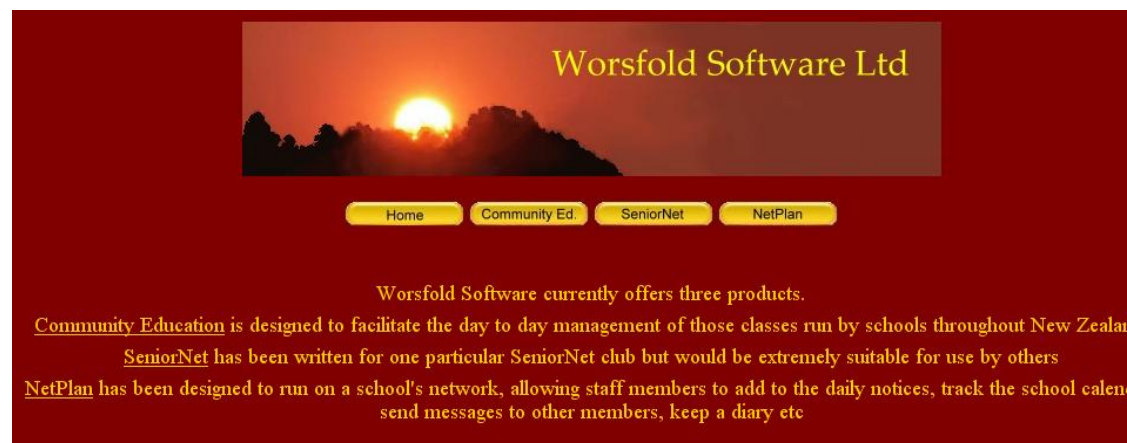 Worsfold Software Ltd
Home Community Ed. SeniorNet NetPlan
Worsfold Software currently offers three products.
Community Education is designed to facilitate the day to day management of those classes run by schools throughout New
SeniorNet has been written for one particular SeniorNet club but would be extremely suitable for use by others
NetPlan has been designed to run on a school's network, allowing staff members to add to the daily notices, track the school
send messages to other members, keep a diary etc